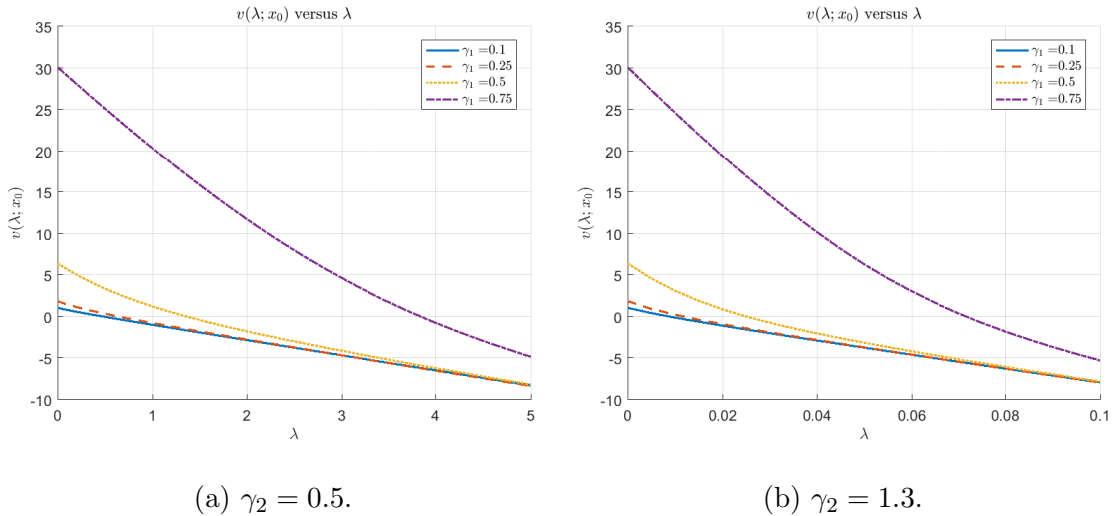 v(λ; x₀) versus λ
35
30
25
20
15
10
5
0
-5
-10
v(λ; x₀)
γ₁ =0.1
γ₁ =0.25
γ₁ =0.5
γ₁ =0.75
0 1 2 3 4 5
λ
(a) γ₂ = 0.5.
v(λ; x₀) versus λ
35
30
25
20
15
10
5
0
-5
-10
v(λ; x₀)
γ₁ =0.1
γ₁ =0.25
γ₁ =0.5
γ₁ =0.75
0 0.02 0.04 0.06 0.08 0.1
λ
(b) γ₂ = 1.3.